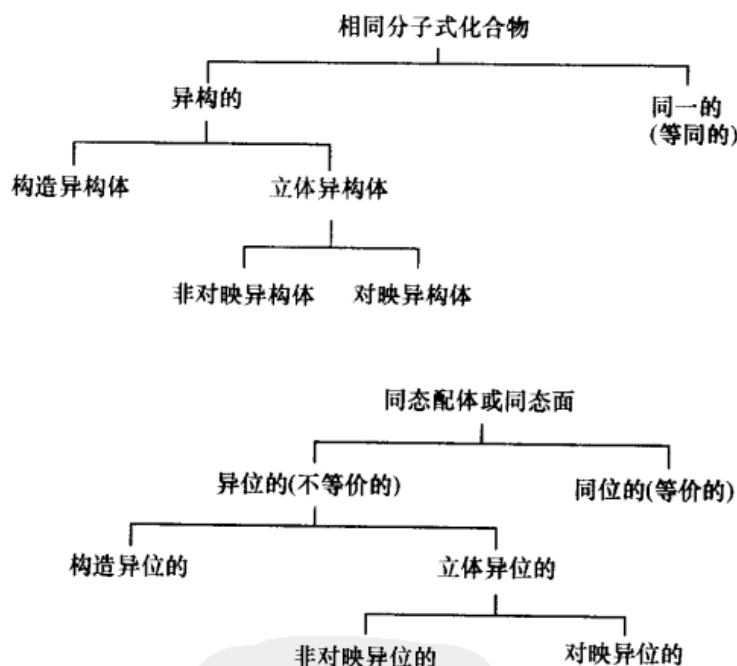 相同分子式化合物
异构的
同一的
(等同的)
构造异构体 立体异构体
非对映异构体 对映异构体
同态配体或同态面
异位的(不等价的) 同位的(等价的)
构造异位的 立体异位的
非对映异位的 对映异位的